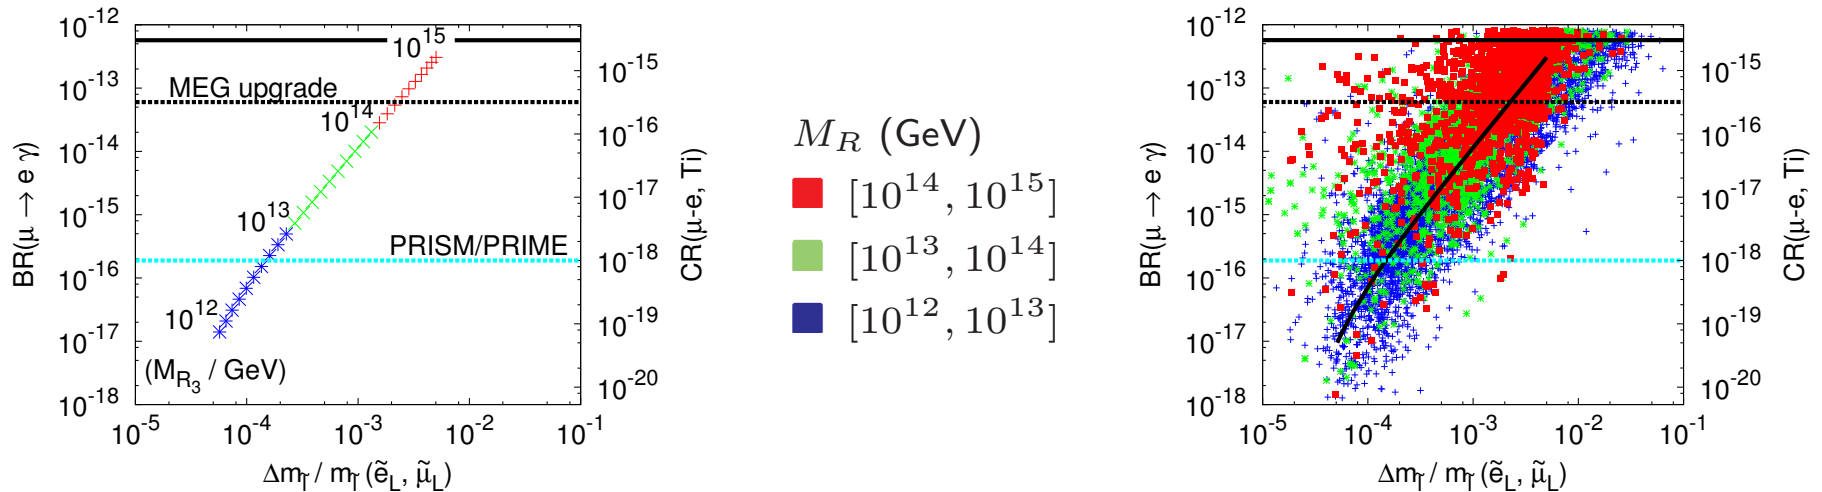 10^-12
10^-13
10^-14
10^-15
10^-16
10^-17
10^-18
BR(μ → e γ)
10^15
MEG upgrade
10^14
10^13
PRISM/PRIME
10^12
(M_R3 / GeV)
10^-5 10^-4 10^-3 10^-2 10^-1
Δm_l̃ / m_l̃ (ẽ_L, μ̃_L)
10^-15
10^-16
10^-17
10^-18
10^-19
10^-20
CR(μ-e, Ti)
M_R (GeV)
[10^14, 10^15]
[10^13, 10^14]
[10^12, 10^13]
10^-12
10^-13
10^-14
10^-15
10^-16
10^-17
10^-18
BR(μ → e γ)
10^-5 10^-4 10^-3 10^-2 10^-1
Δm_l̃ / m_l̃ (ẽ_L, μ̃_L)
10^-15
10^-16
10^-17
10^-18
10^-19
10^-20
CR(μ-e, Ti)